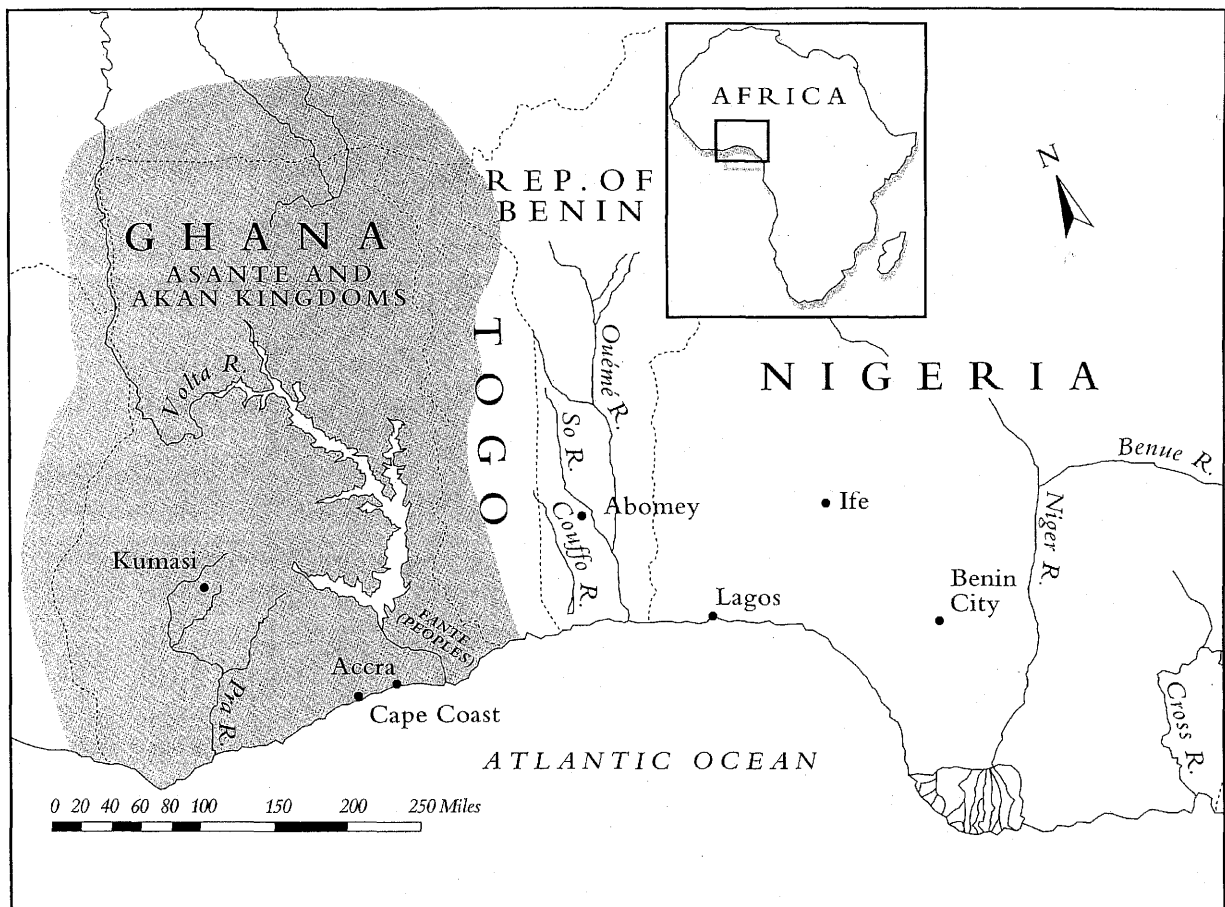 AFRICA
N
REP. OF
BENIN
GHANA
ASANTE AND
AKAN KINGDOMS
TOGO
Volta R.
Ouémé R.
So R.
Couffo R.
Abomey
NIGERIA
Benue R.
Niger R.
Ife
Kumasi
Benin
City
Lagos
FANTE
(PEOPLES)
Accra
Cape Coast
Pra R.
Cross R.
ATLANTIC OCEAN
0 20 40 60 80 100 150 200 250 Miles